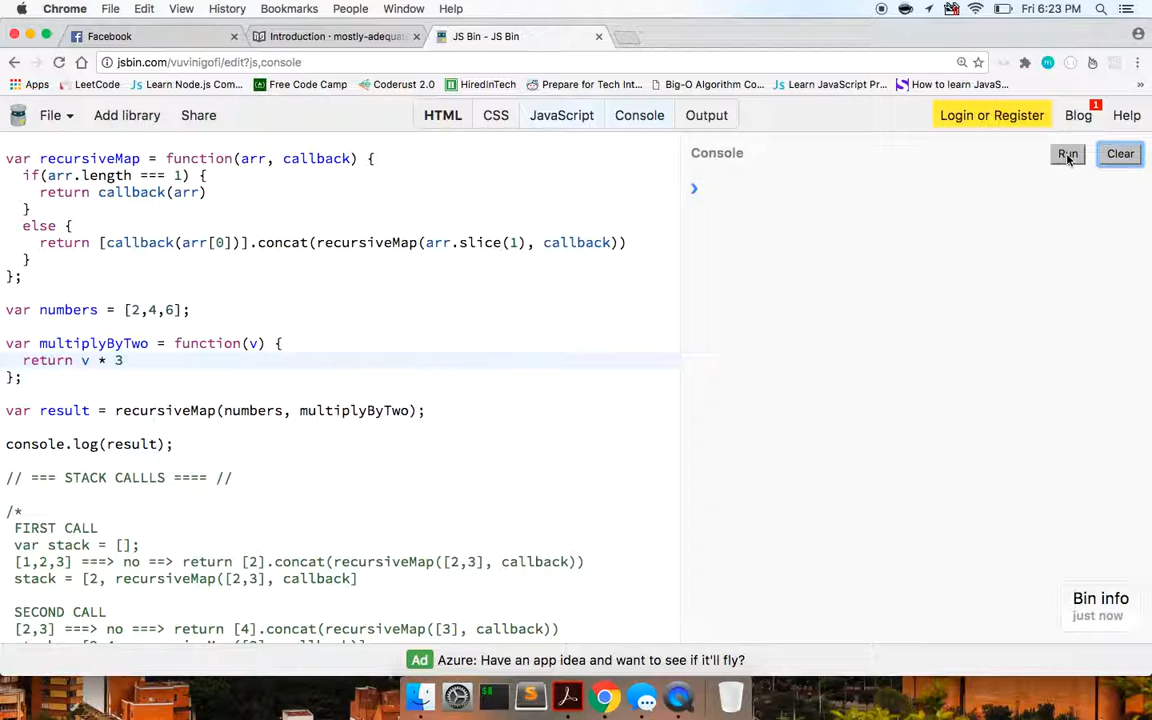 Chrome File Edit View History Bookmarks People Window Help Fri 6:23 PM
Facebook Introduction · mostly-adequa JS Bin - JS Bin
jsbin.com/vuvinigofi/edit?js,console
Apps LeetCode Learn Node.js Com... Free Code Camp Coderust 2.0 HiredInTech Prepare for Tech Int... Big-O Algorithm Co... Learn JavaScript Pr... How to learn JavaS...
File Add library Share HTML CSS JavaScript Console Output Login or Register Blog 1 Help
Console Run Clear
var recursiveMap = function(arr, callback) {
if(arr.length === 1) {
return callback(arr)
}
else {
return [callback(arr[0])].concat(recursiveMap(arr.slice(1), callback))
}
};
var numbers = [2,4,6];
var multiplyByTwo = function(v) {
return v * 3
};
var result = recursiveMap(numbers, multiplyByTwo);
console.log(result);
// === STACK CALLLS ==== //
/*
FIRST CALL
var stack = [];
[1,2,3] ===> no ==> return [2].concat(recursiveMap([2,3], callback))
stack = [2, recursiveMap([2,3], callback]
SECOND CALL
[2,3] ===> no ===> return [4].concat(recursiveMap([3], callback))
Bin info
just now
Ad Azure: Have an app idea and want to see if it'll fly?